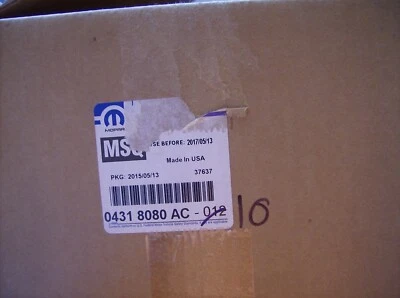 MOPAR
MSQ
SE BEFORE: 2017/05/13
Made In USA
PKG: 2015/05/13 37637
0431 8080 AC - 012 10